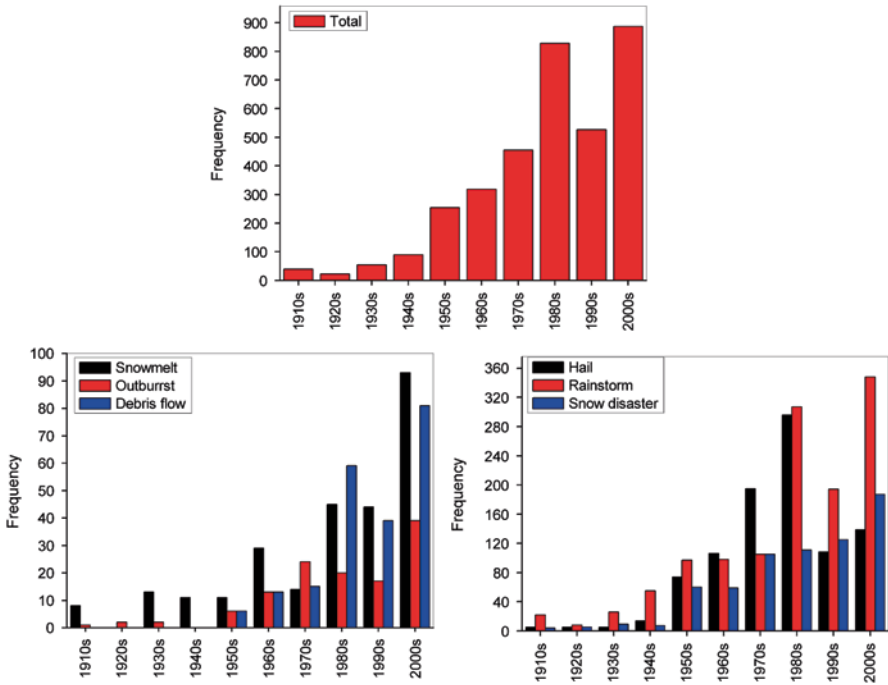 Total
Frequency
900
800
700
600
500
400
300
200
100
0
1910s
1920s
1930s
1940s
1950s
1960s
1970s
1980s
1990s
2000s
Snowmelt
Outburrst
Debris flow
Frequency
100
90
80
70
60
50
40
30
20
10
0
1910s
1920s
1930s
1940s
1950s
1960s
1970s
1980s
1990s
2000s
Hail
Rainstorm
Snow disaster
Frequency
360
320
280
240
200
160
120
80
40
0
1910s
1920s
1930s
1940s
1950s
1960s
1970s
1980s
1990s
2000s